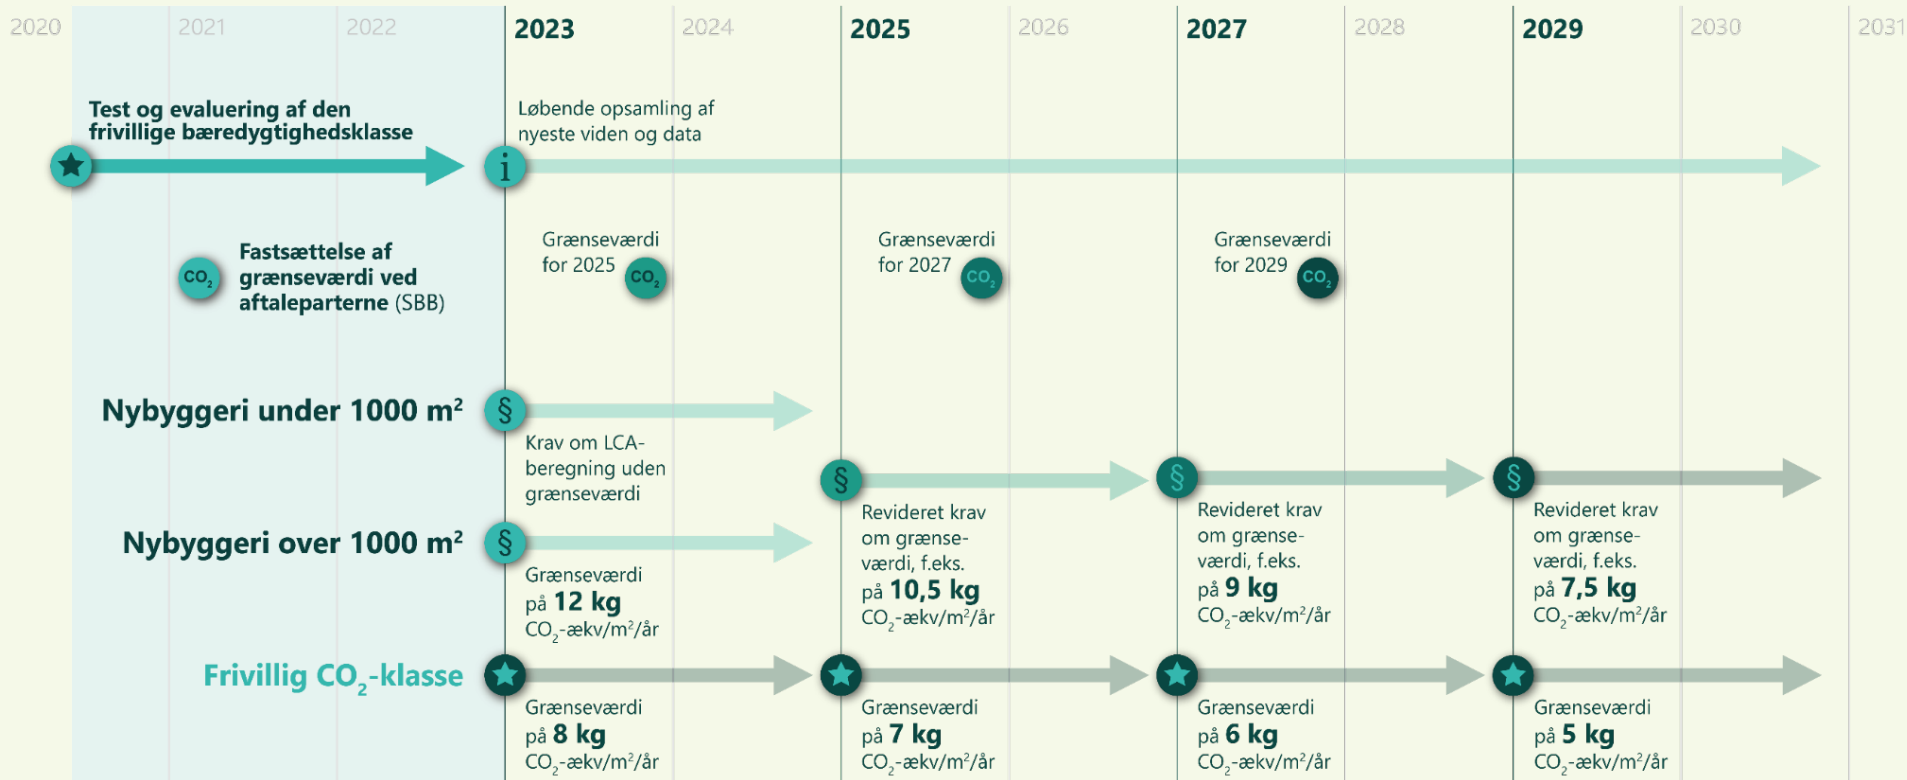 2020 2021 2022 2023 2024 2025 2026 2027 2028 2029 2030 2031
Test og evaluering af den
frivillige bæredygtighedsklasse
Løbende opsamling af
nyeste viden og data
i
CO₂
Fastsættelse af
grænseværdi ved
aftaleparterne (SBB)
Grænseværdi
for 2025
CO₂
Grænseværdi
for 2027
CO₂
Grænseværdi
for 2029
CO₂
Nybyggeri under 1000 m²
§
Krav om LCA-
beregning uden
grænseværdi
Nybyggeri over 1000 m²
§
Grænseværdi
på 12 kg
CO₂-ækv/m²/år
§
Revideret krav
om grænse-
værdi, f.eks.
på 10,5 kg
CO₂-ækv/m²/år
§
Revideret krav
om grænse-
værdi, f.eks.
på 9 kg
CO₂-ækv/m²/år
§
Revideret krav
om grænse-
værdi, f.eks.
på 7,5 kg
CO₂-ækv/m²/år
Frivillig CO₂-klasse
Grænseværdi
på 8 kg
CO₂-ækv/m²/år
Grænseværdi
på 7 kg
CO₂-ækv/m²/år
Grænseværdi
på 6 kg
CO₂-ækv/m²/år
Grænseværdi
på 5 kg
CO₂-ækv/m²/år